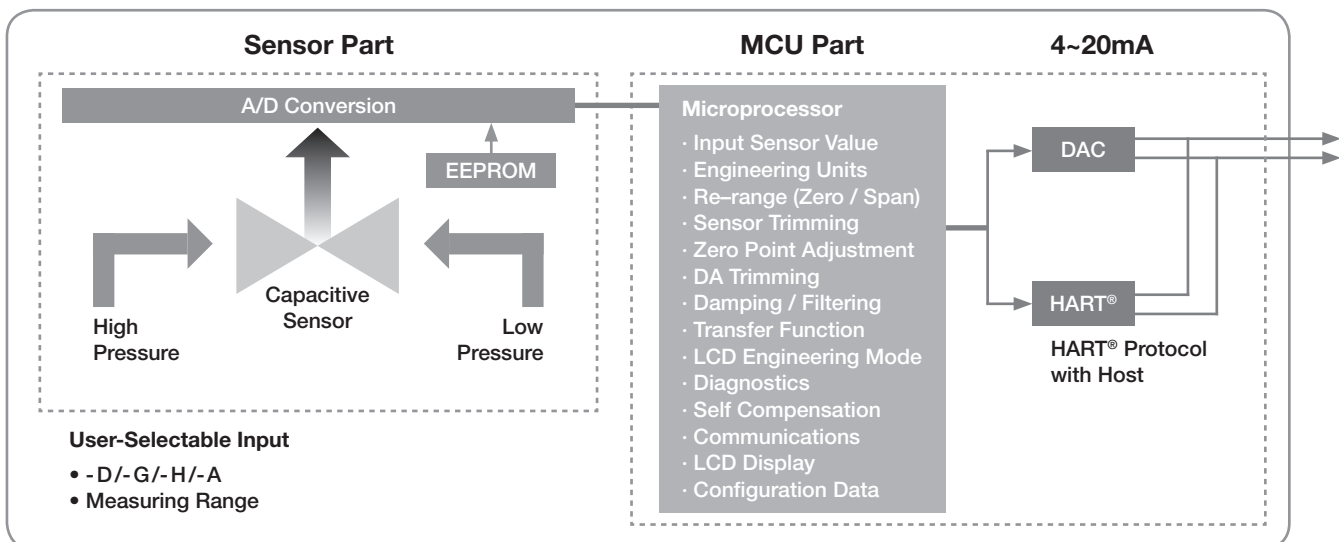 Sensor Part
A/D Conversion
EEPROM
High
Pressure
Capacitive
Sensor
Low
Pressure
User-Selectable Input
• -D/-G/-H/-A
• Measuring Range
MCU Part
Microprocessor
· Input Sensor Value
· Engineering Units
· Re–range (Zero / Span)
· Sensor Trimming
· Zero Point Adjustment
· DA Trimming
· Damping / Filtering
· Transfer Function
· LCD Engineering Mode
· Diagnostics
· Self Compensation
· Communications
· LCD Display
· Configuration Data
4~20mA
DAC
HART®
HART® Protocol
with Host